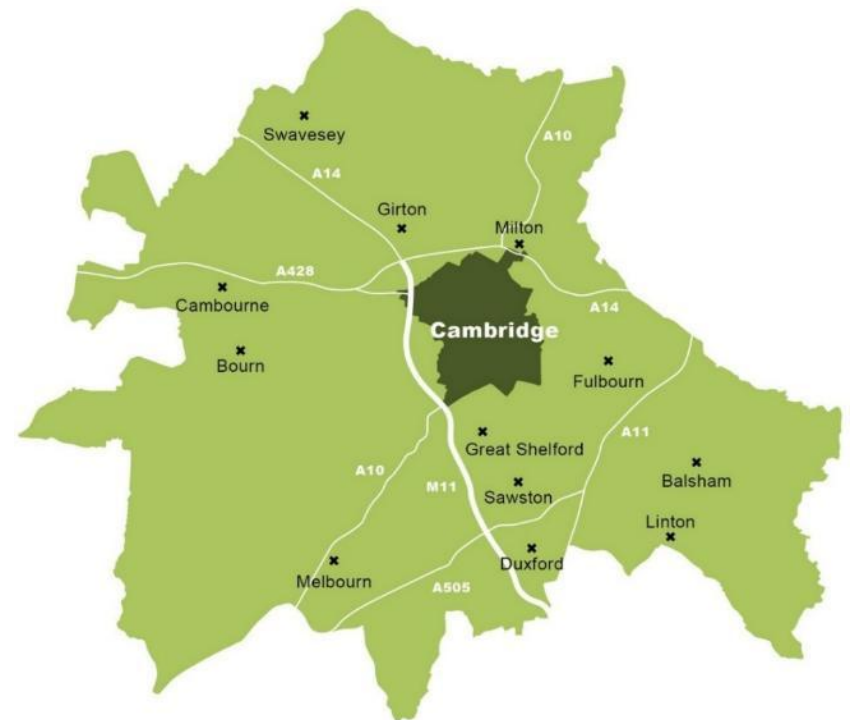 Swavesey
A10
A14
Girton
Milton
A428
Cambourne
A14
Cambridge
Bourn
Fulbourn
A11
Great Shelford
A10
Balsham
M11
Sawston
Linton
Duxford
Melbourn
A505